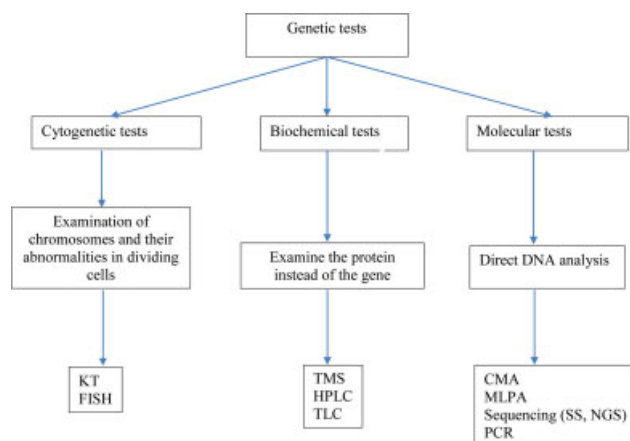 Genetic tests
Cytogenetic tests
Biochemical tests
Molecular tests
Examination of
chromosomes and their
abnormalities in dividing
cells
Examine the protein
instead of the gene
Direct DNA analysis
KT
FISH
TMS
HPLC
TLC
CMA
MLPA
Sequencing (SS, NGS)
PCR